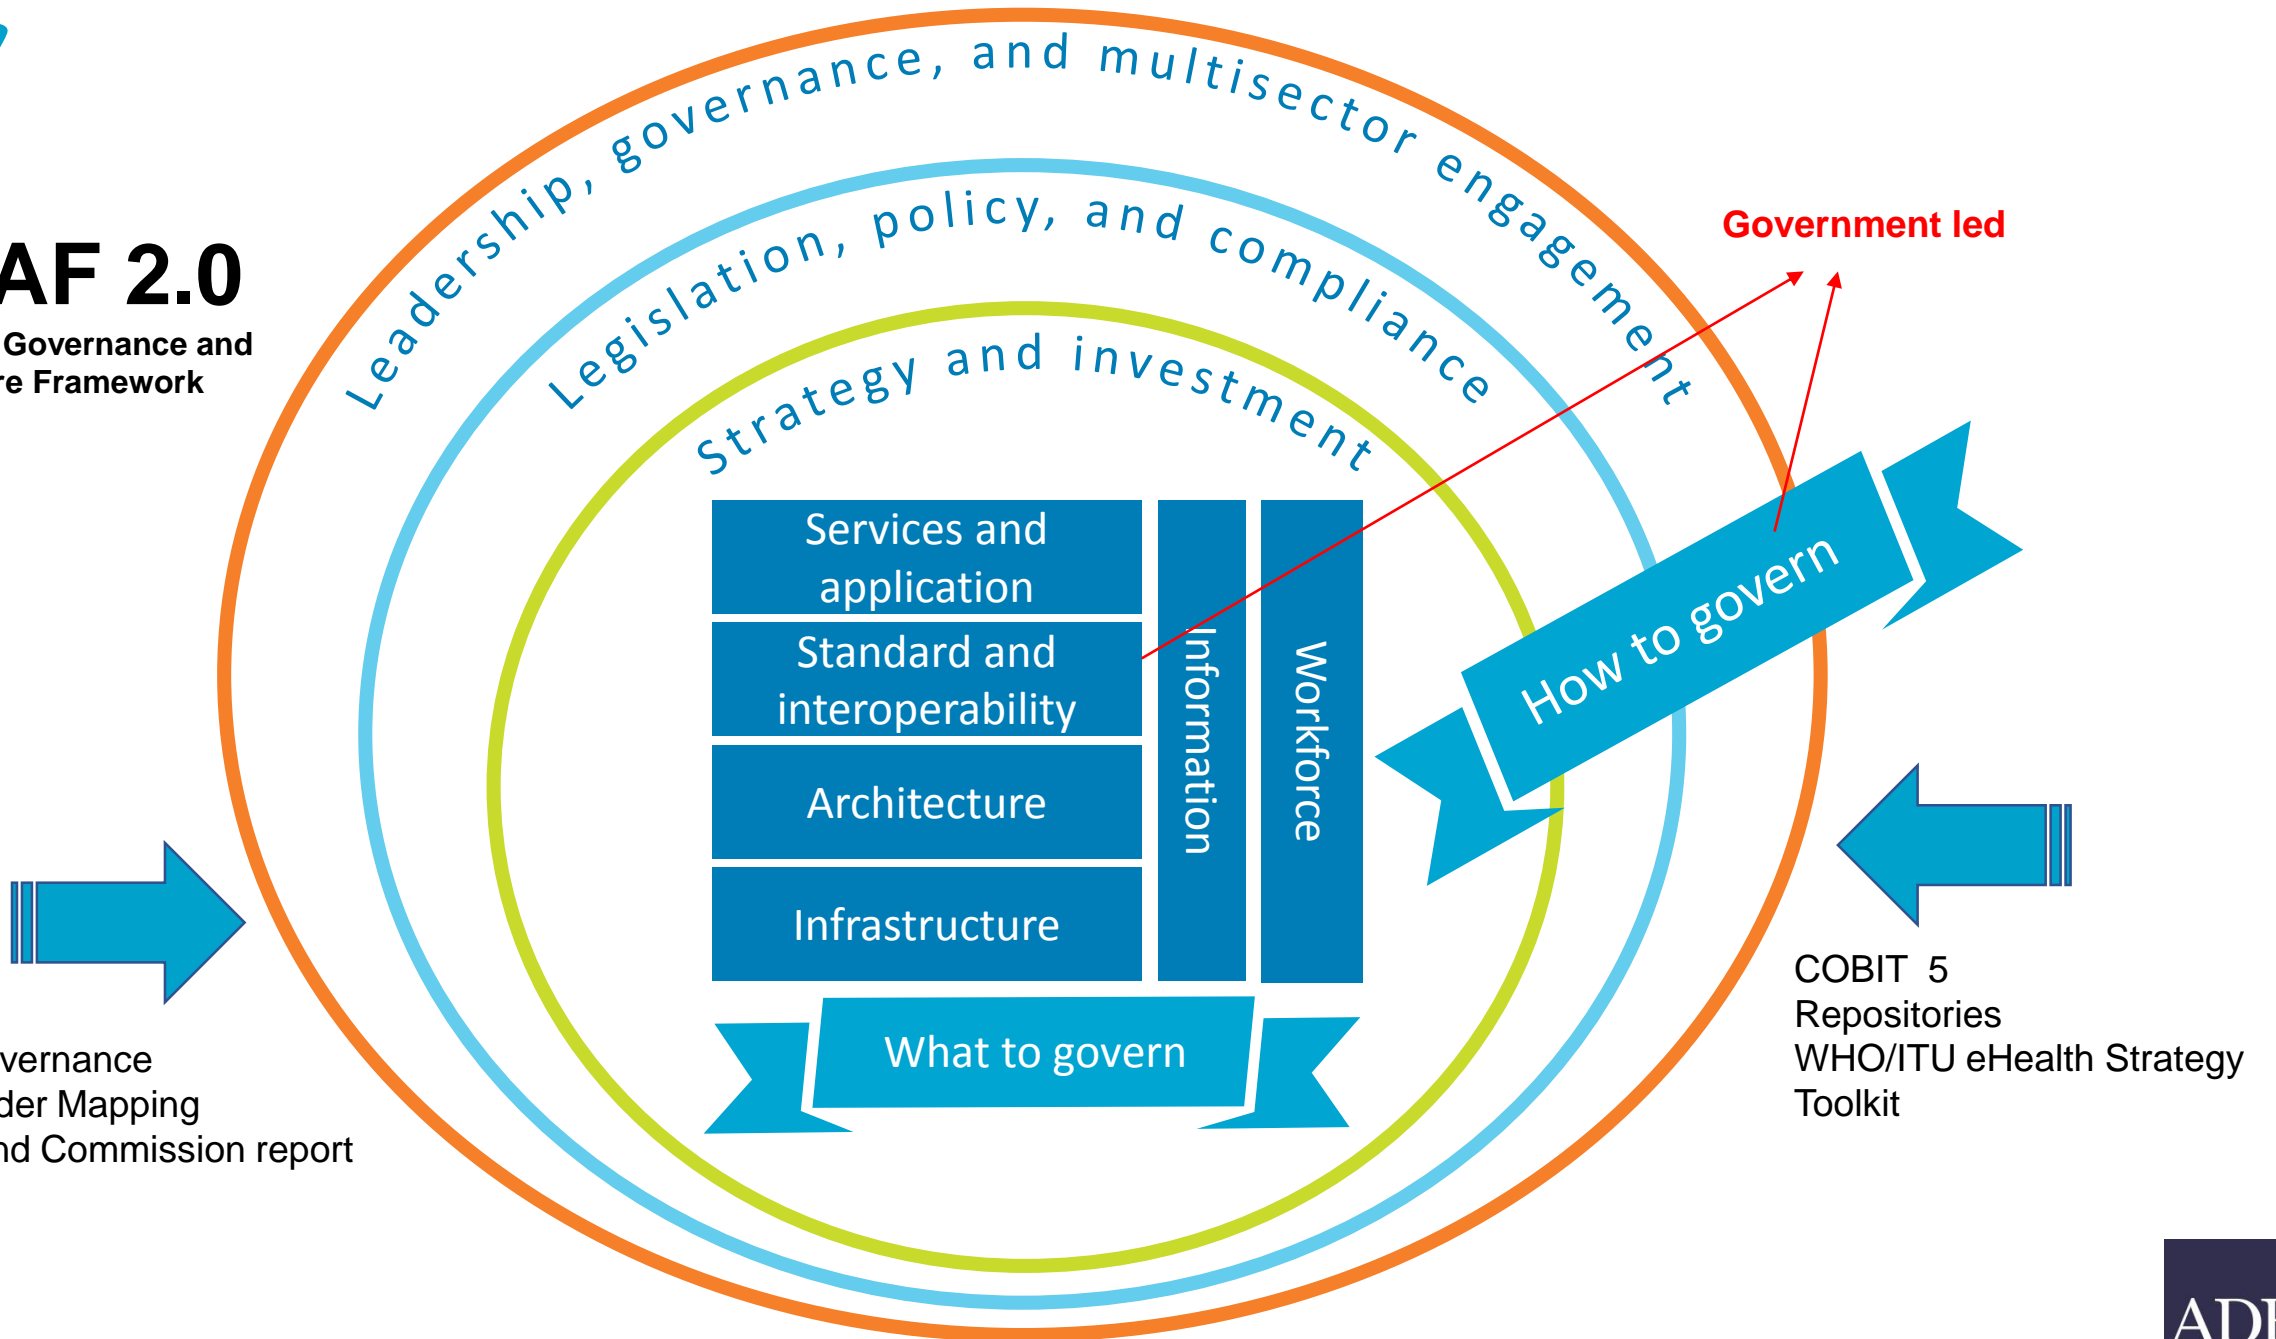 Leadership, governance, and multisector engagement
Legislation, policy, and compliance
Strategy and investment
AF 2.0
Governance and
re Framework
Government led
Services and
application
Standard and
interoperability
Architecture
Infrastructure
Information
Workforce
How to govern
What to govern
vernance
der Mapping
nd Commission report
COBIT 5
Repositories
WHO/ITU eHealth Strategy
Toolkit